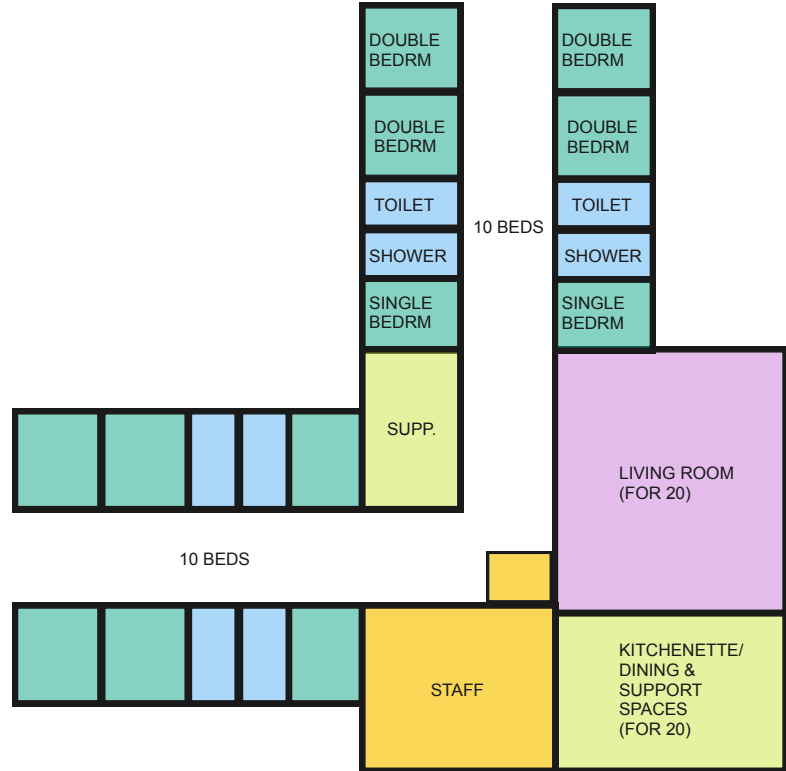 DOUBLE
BEDRM
DOUBLE
BEDRM
DOUBLE
BEDRM
DOUBLE
BEDRM
TOILET
TOILET
10 BEDS
SHOWER
SHOWER
SINGLE
BEDRM
SINGLE
BEDRM
SUPP.
LIVING ROOM
(FOR 20)
10 BEDS
STAFF
KITCHENETTE/
DINING &
SUPPORT
SPACES
(FOR 20)